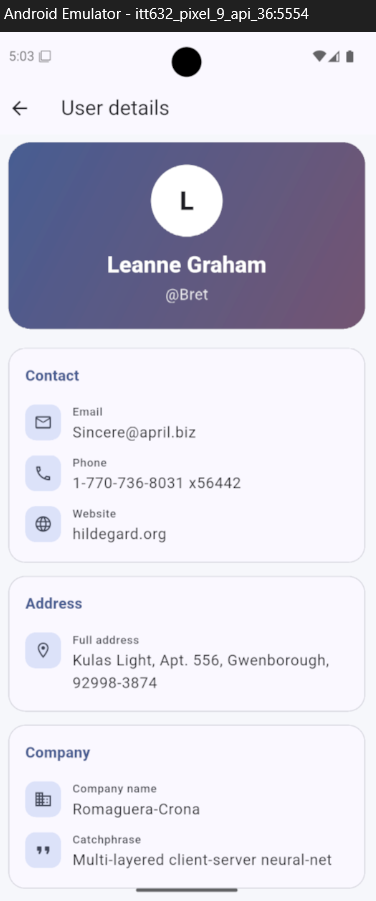 Android Emulator - itt632_pixel_9_api_36:5554
5:03
User details
L
Leanne Graham
@Bret
Contact
Email
Sincere@april.biz
Phone
1-770-736-8031 x56442
Website
hildegard.org
Address
Full address
Kulas Light, Apt. 556, Gwenborough,
92998-3874
Company
Company name
Romaguera-Crona
Catchphrase
Multi-layered client-server neural-net